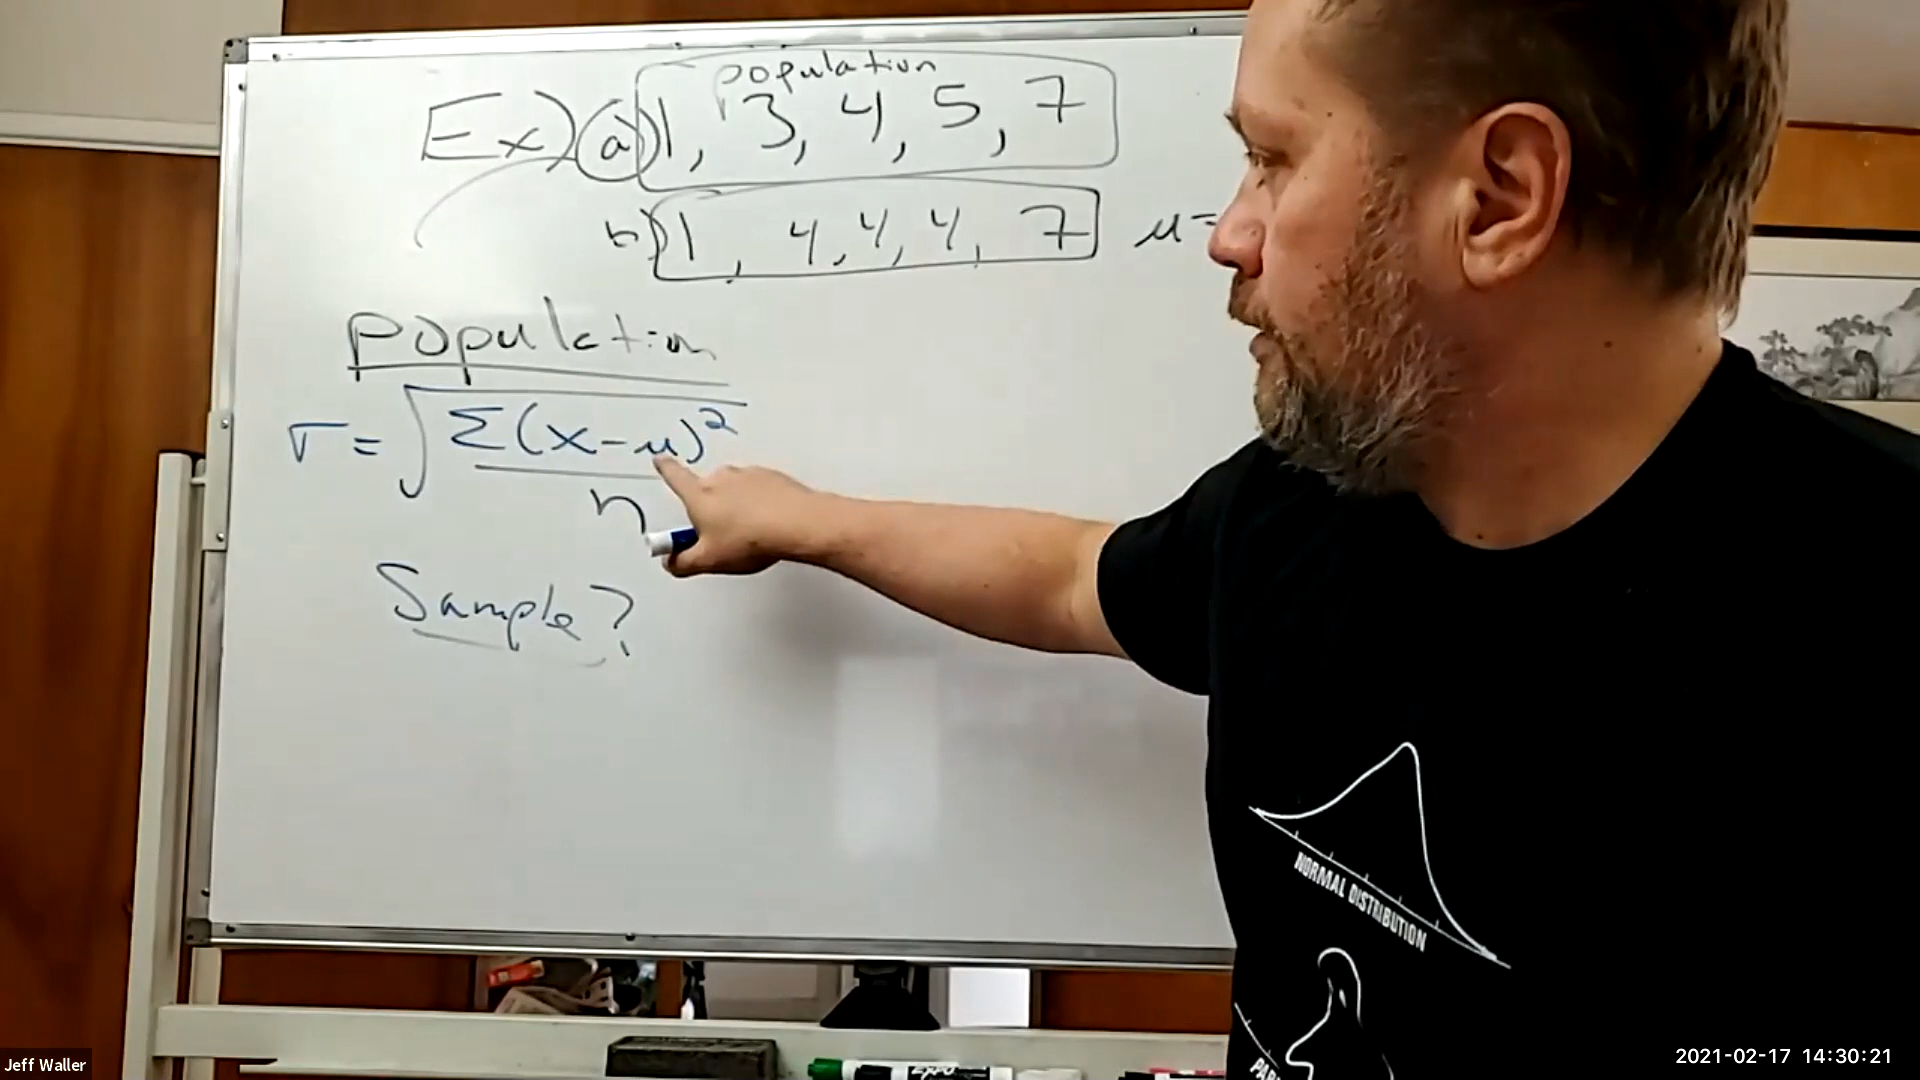 population
Ex) a) 1, 3, 4, 5, 7
b) 1, 4, 4, 4, 7 μ=
population
σ = √Σ(x-μ)²
n
Sample?
NORMAL DISTRIBUTION
EXPO
Jeff Waller
2021-02-17 14:30:21